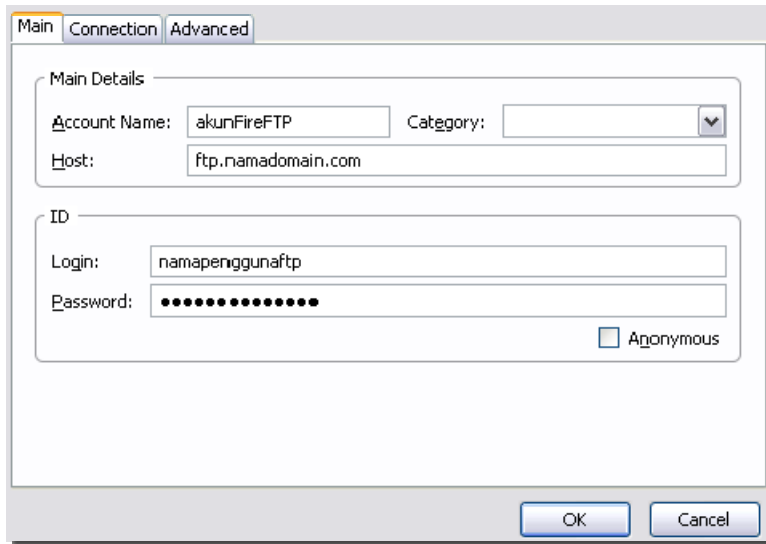 Main Connection Advanced
Main Details
Account Name: akunFireFTP Category:
Host: ftp.namadomain.com
ID
Login: namapenggunaftp
Password: ●●●●●●●●●●●●●●
Anonymous
OK Cancel